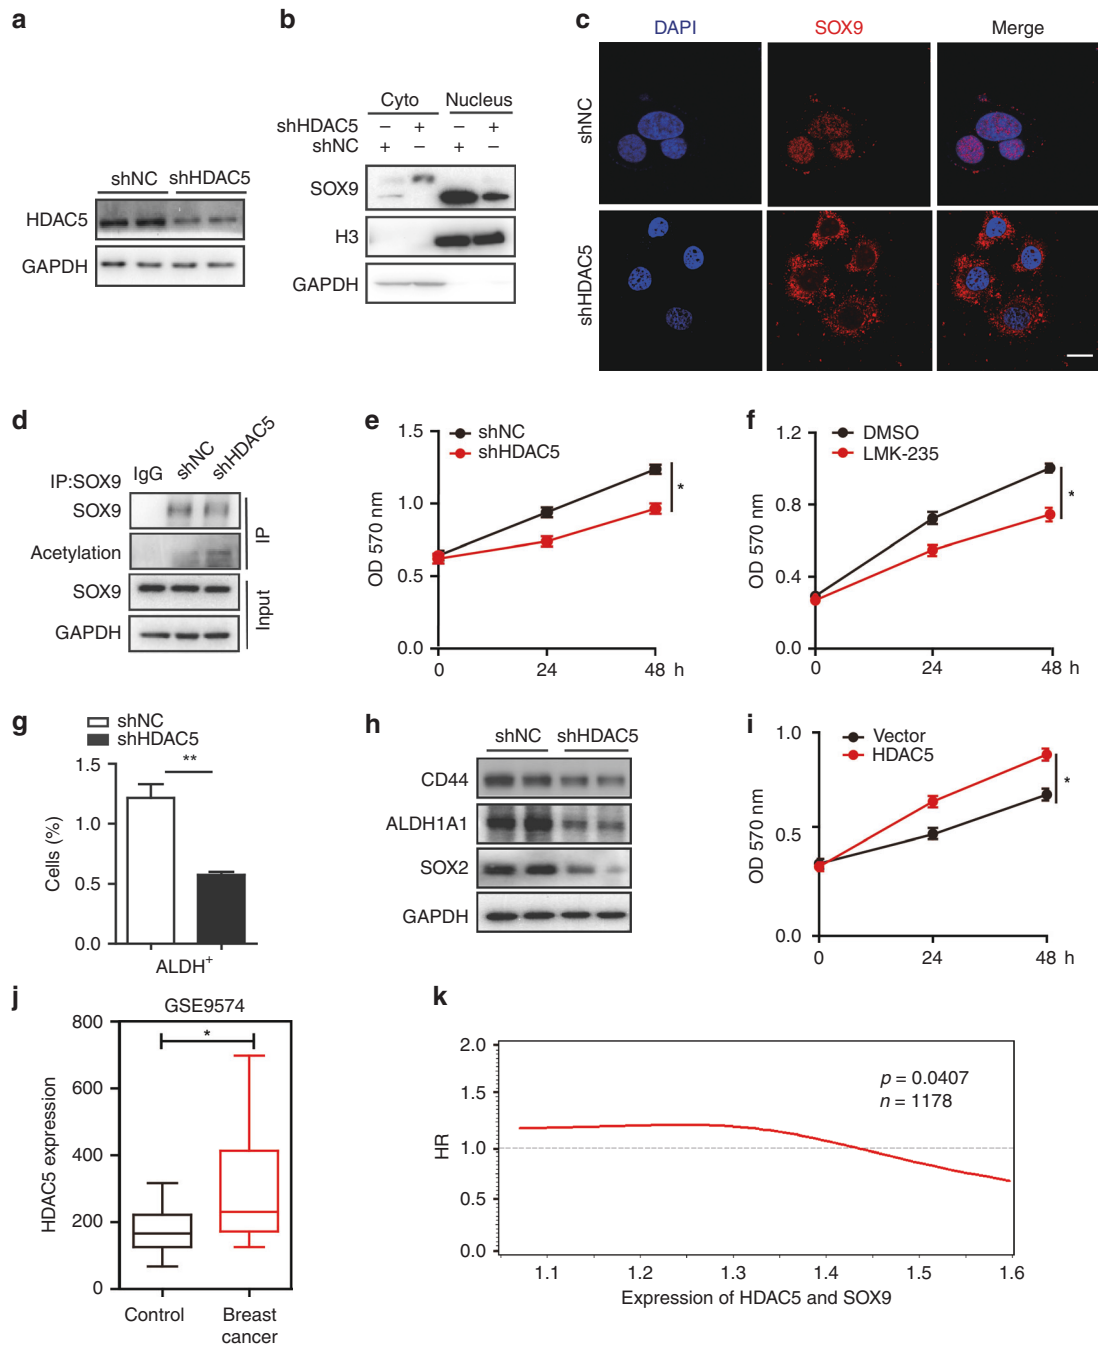 a
shNC shHDAC5
HDAC5
GAPDH
b
Cyto Nucleus
shHDAC5 − + − +
shNC + − + −
SOX9
H3
GAPDH
c
DAPI SOX9 Merge
shNC
shHDAC5
d
IP:SOX9 IgG shNC shHDAC5
SOX9
Acetylation
IP
SOX9
GAPDH
Input
e
shNC
shHDAC5
OD 570 nm
1.5
1.0
0.5
0.0
0 24 48 h
*
f
DMSO
LMK-235
OD 570 nm
1.2
0.8
0.4
0.0
0 24 48 h
*
g
shNC
shHDAC5
**
Cells (%)
1.5
1.0
0.5
0.0
ALDH+
h
shNC shHDAC5
CD44
ALDH1A1
SOX2
GAPDH
i
Vector
HDAC5
OD 570 nm
1.0
0.5
0.0
0 24 48 h
*
j
GSE9574
*
HDAC5 expression
800
600
400
200
0
Control
Breast
cancer
k
HR
2.0
1.5
1.0
0.5
0.0
p = 0.0407
n = 1178
1.1 1.2 1.3 1.4 1.5 1.6
Expression of HDAC5 and SOX9